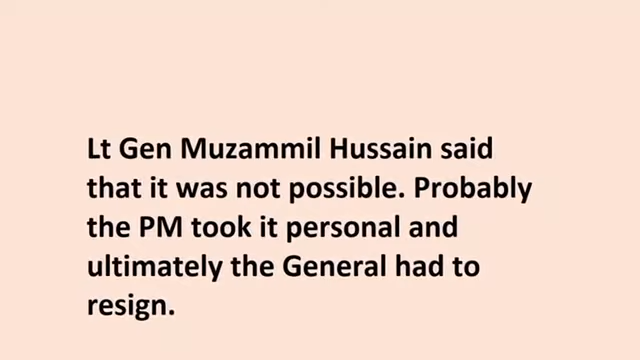 Lt Gen Muzammil Hussain said
that it was not possible. Probably
the PM took it personal and
ultimately the General had to
resign.